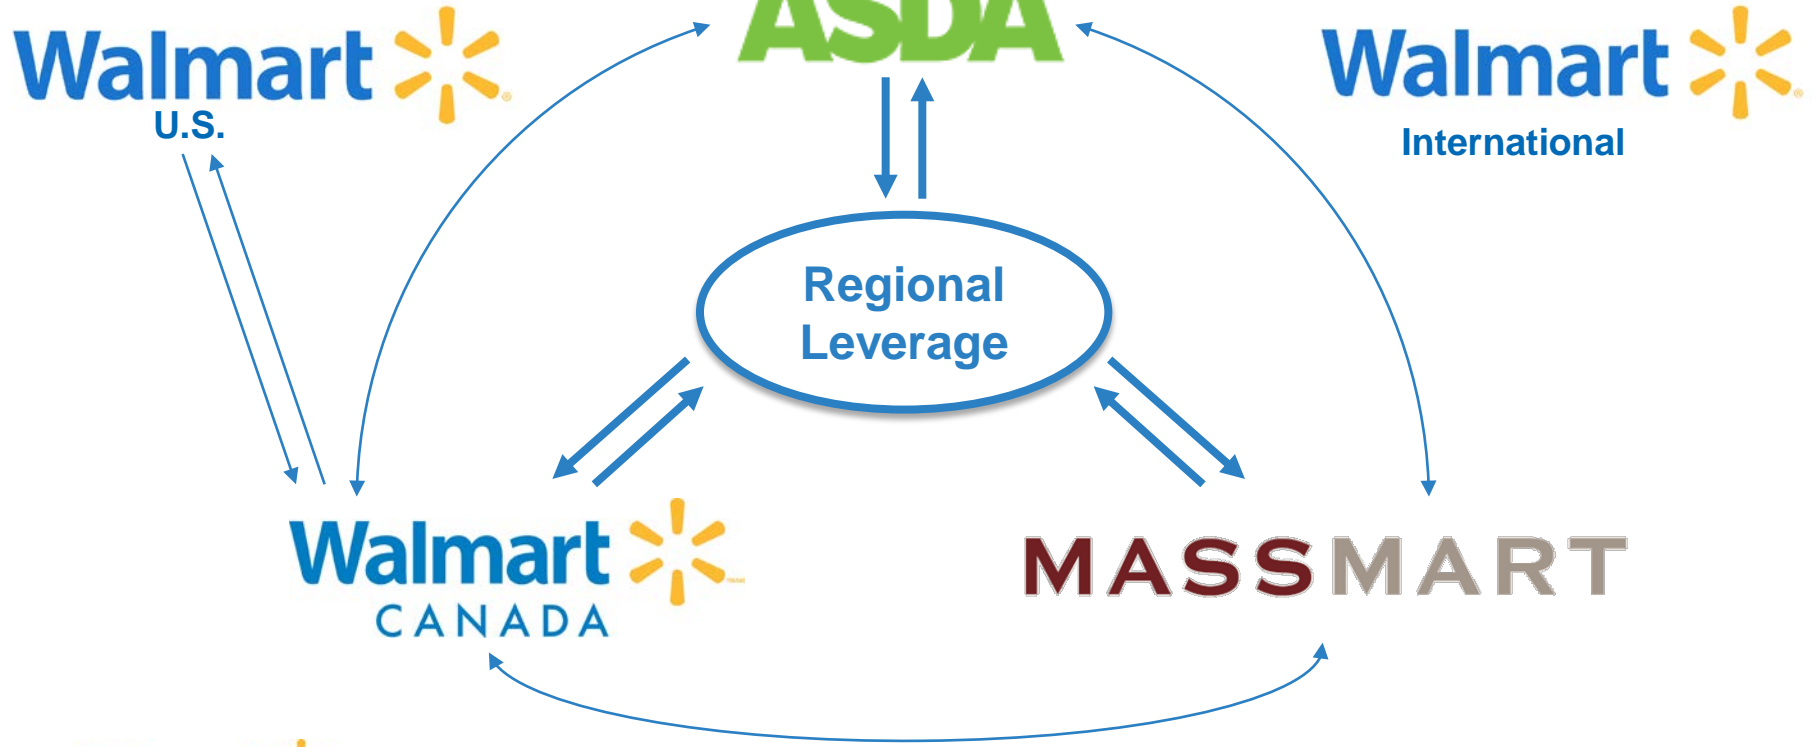 ASDA
Walmart
U.S.
Walmart
International
Regional
Leverage
Walmart
CANADA
MASSMART